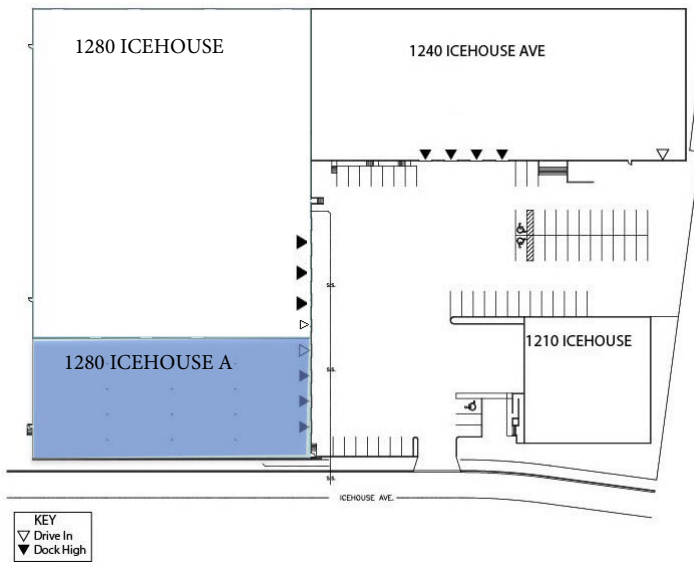 1280 ICEHOUSE
1240 ICEHOUSE AVE
S.S.
1210 ICEHOUSE
1280 ICEHOUSE A
S.S.
S.S.
ICEHOUSE AVE.
KEY
Drive In
Dock High